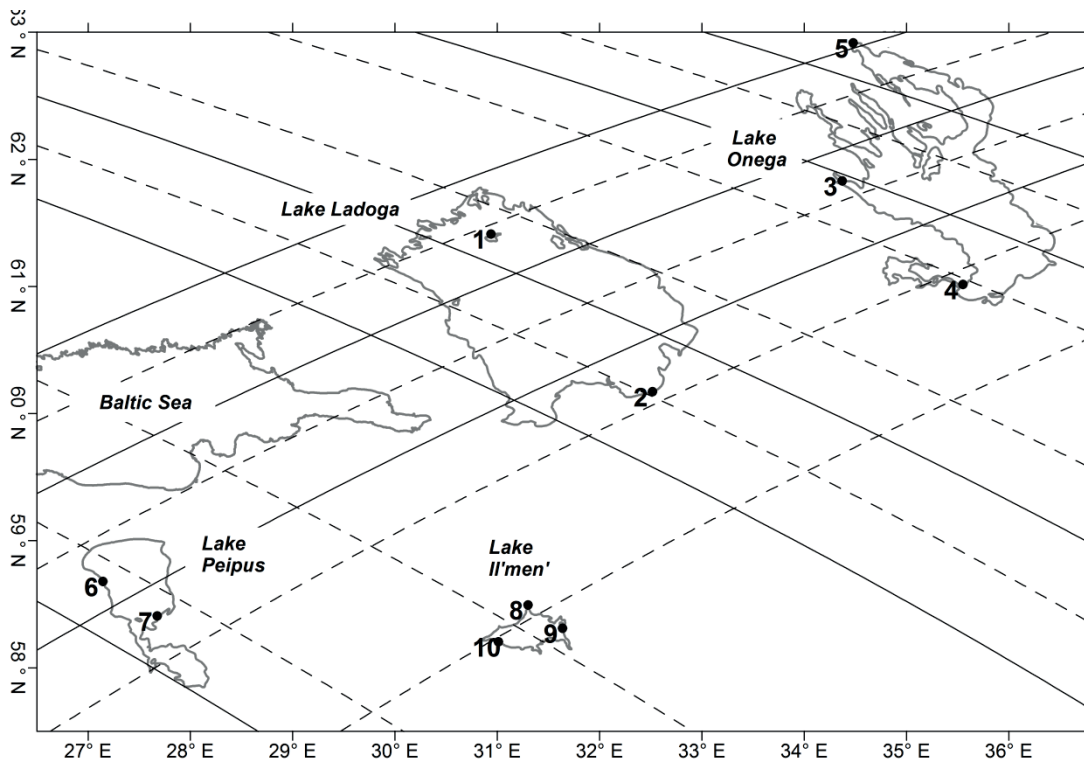 63° N
62° N
61° N
60° N
59° N
58° N
5
Lake
Onega
3
Lake Ladoga
1
4
Baltic Sea
2
Lake
Peipus
Lake
Il'men'
6
7
8
9
10
27° E
28° E
29° E
30° E
31° E
32° E
33° E
34° E
35° E
36° E